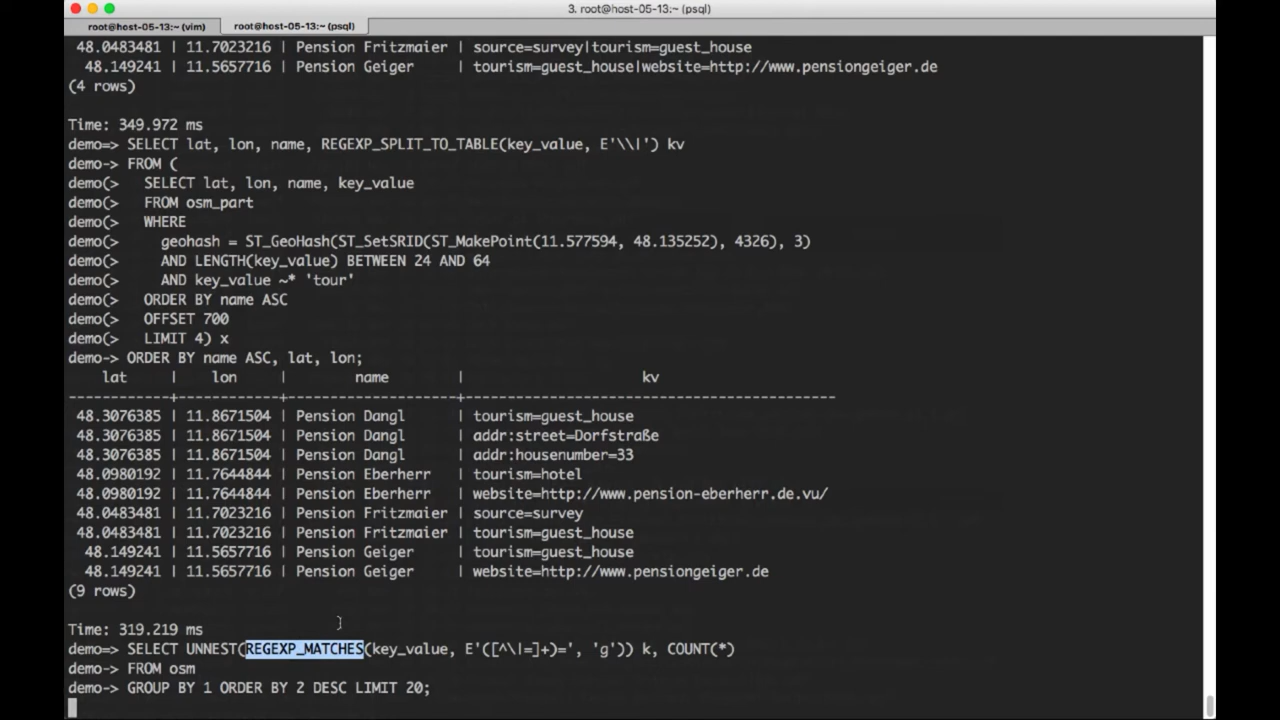 3. root@host-05-13:~ (psql)
root@host-05-13:~ (vim) root@host-05-13:~ (psql)
48.0483481 | 11.7023216 | Pension Fritzmaier | source=survey|tourism=guest_house
48.149241 | 11.5657716 | Pension Geiger | tourism=guest_house|website=http://www.pensiongeiger.de
(4 rows)
Time: 349.972 ms
demo=> SELECT lat, lon, name, REGEXP_SPLIT_TO_TABLE(key_value, E'\\|') kv
demo-> FROM (
demo(> SELECT lat, lon, name, key_value
demo(> FROM osm_part
demo(> WHERE
demo(> geohash = ST_GeoHash(ST_SetSRID(ST_MakePoint(11.577594, 48.135252), 4326), 3)
demo(> AND LENGTH(key_value) BETWEEN 24 AND 64
demo(> AND key_value ~* 'tour'
demo(> ORDER BY name ASC
demo(> OFFSET 700
demo(> LIMIT 4) x
demo-> ORDER BY name ASC, lat, lon;
lat | lon | name | kv
------------+------------+--------------------+--------------------------------------------
48.3076385 | 11.8671504 | Pension Dangl | tourism=guest_house
48.3076385 | 11.8671504 | Pension Dangl | addr:street=Dorfstraße
48.3076385 | 11.8671504 | Pension Dangl | addr:housenumber=33
48.0980192 | 11.7644844 | Pension Eberherr | tourism=hotel
48.0980192 | 11.7644844 | Pension Eberherr | website=http://www.pension-eberherr.de.vu/
48.0483481 | 11.7023216 | Pension Fritzmaier | source=survey
48.0483481 | 11.7023216 | Pension Fritzmaier | tourism=guest_house
48.149241 | 11.5657716 | Pension Geiger | tourism=guest_house
48.149241 | 11.5657716 | Pension Geiger | website=http://www.pensiongeiger.de
(9 rows)
Time: 319.219 ms
demo=> SELECT UNNEST(REGEXP_MATCHES(key_value, E'([^\|=]+)=', 'g')) k, COUNT(*)
demo-> FROM osm
demo-> GROUP BY 1 ORDER BY 2 DESC LIMIT 20;